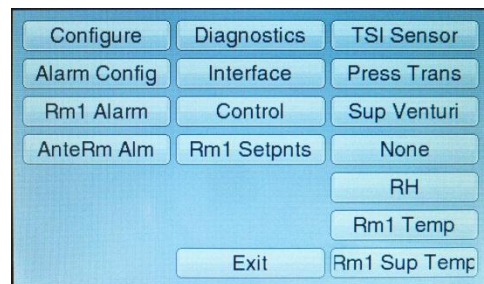 Configure Diagnostics TSI Sensor
Alarm Config Interface Press Trans
Rm1 Alarm Control Sup Venturi
AnteRm Alm Rm1 Setpnts None
RH
Rm1 Temp
Exit Rm1 Sup Temp